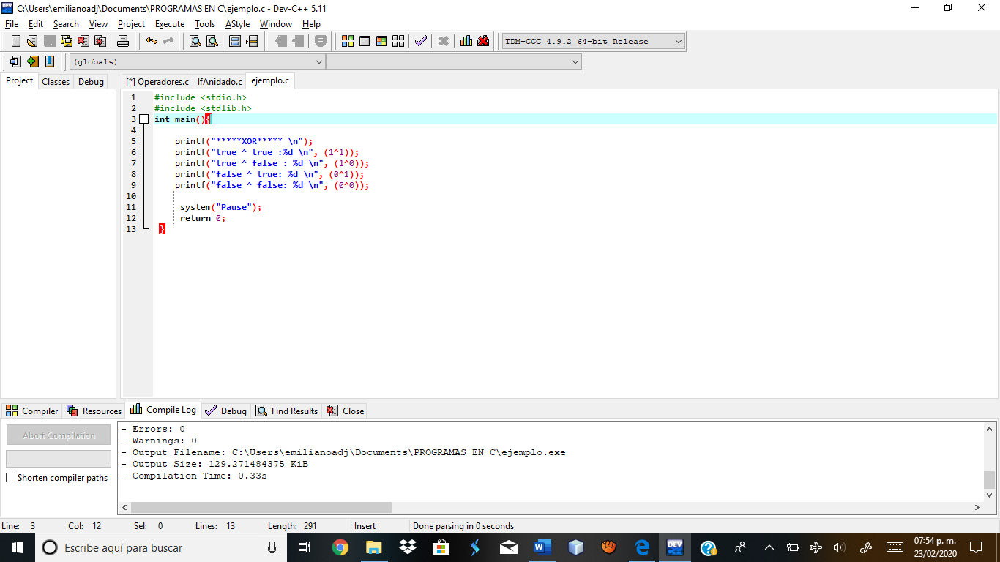 C:\Users\emilianoadj\Documents\PROGRAMAS EN C\ejemplo.c - Dev-C++ 5.11
File Edit Search View Project Execute Tools AStyle Window Help
TDM-GCC 4.9.2 64-bit Release
(globals)
Project Classes Debug [*] Operadores.c IfAnidado.c ejemplo.c
1 #include <stdio.h>
2 #include <stdlib.h>
3 int main(){
4
5 printf("*****XOR***** \n");
6 printf("true ^ true :%d \n", (1^1));
7 printf("true ^ false : %d \n", (1^0));
8 printf("false ^ true: %d \n", (0^1));
9 printf("false ^ false: %d \n", (0^0));
10
11 system("Pause");
12 return 0;
13 }
Compiler Resources Compile Log Debug Find Results Close
Abort Compilation
Shorten compiler paths
- Errors: 0
- Warnings: 0
- Output Filename: C:\Users\emilianoadj\Documents\PROGRAMAS EN C\ejemplo.exe
- Output Size: 129.271484375 KiB
- Compilation Time: 0.33s
Line: 3 Col: 12 Sel: 0 Lines: 13 Length: 291 Insert Done parsing in 0 seconds
Escribe aquí para buscar
DEV
07:54 p. m.
23/02/2020